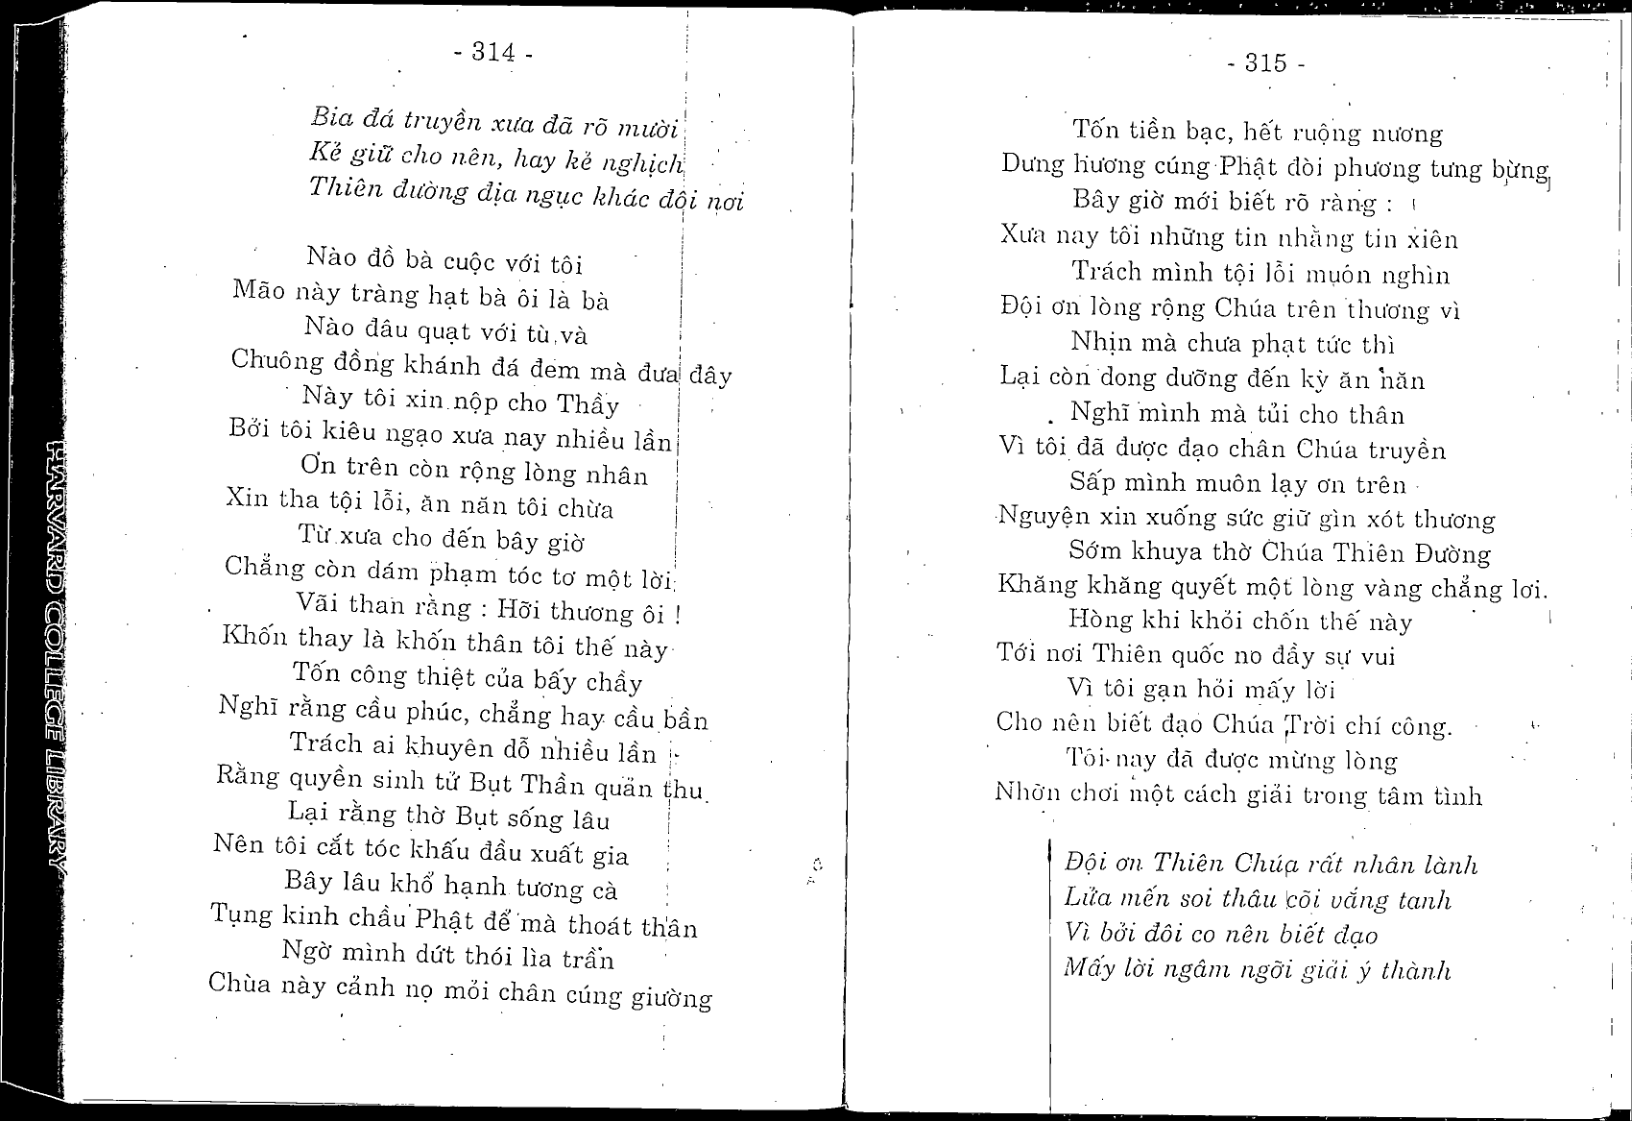 - 314 -
Bia đá truyền xưa đã rõ mười
Kẻ giữ cho nên, hay kẻ nghịch
Thiên đường địa ngục khác đôi nơi
Nào đồ bà cuộc với tôi
Mão này tràng hạt bà ôi là bà
Nào đâu quạt với tù và
Chuông đồng khánh đá đem mà đưa đây
Này tôi xin nộp cho Thầy
Bởi tôi kiêu ngạo xưa nay nhiều lần
Ơn trên còn rộng lòng nhân
Xin tha tội lỗi, ăn năn tôi chừa
Từ xưa cho đến bây giờ
Chẳng còn dám phạm tóc tơ một lời
Vãi than rằng : Hỡi thương ôi !
Khốn thay là khốn thân tôi thế này
Tốn công thiệt của bấy chầy
Nghĩ rằng cầu phúc, chẳng hay cầu bần
Trách ai khuyên dỗ nhiều lần
Rằng quyền sinh tử Bụt Thần quản thu
Lại rằng thờ Bụt sống lâu
Nên tôi cắt tóc khấu đầu xuất gia
Bây lâu khổ hạnh tương cà
Tụng kinh chầu Phật để mà thoát thân
Ngờ mình dứt thói lìa trần
Chùa này cảnh nọ mỏi chân cúng giường
HARVARD COLLEGE LIBRARY
- 315 -
Tốn tiền bạc, hết ruộng nương
Dưng hương cúng Phật đòi phương tưng bừng
Bây giờ mới biết rõ ràng :
Xưa nay tôi những tin nhằng tin xiên
Trách mình tội lỗi muôn nghìn
Đội ơn lòng rộng Chúa trên thương vì
Nhịn mà chưa phạt tức thì
Lại còn dong dưỡng đến kỳ ăn năn
Nghĩ mình mà tủi cho thân
Vì tôi đã được đạo chân Chúa truyền
Sấp mình muôn lạy ơn trên
Nguyện xin xuống sức giữ gìn xót thương
Sớm khuya thờ Chúa Thiên Đường
Khăng khăng quyết một lòng vàng chẳng lơi.
Hòng khi khỏi chốn thế này
Tới nơi Thiên quốc no đầy sự vui
Vì tôi gạn hỏi mấy lời
Cho nên biết đạo Chúa Trời chí công.
Tôi nay đã được mừng lòng
Nhờn chơi một cách giải trong tâm tình
Đội ơn Thiên Chúa rất nhân lành
Lửa mến soi thâu cõi vắng tanh
Vì bởi đôi co nên biết đạo
Mấy lời ngâm ngợi giải ý thành